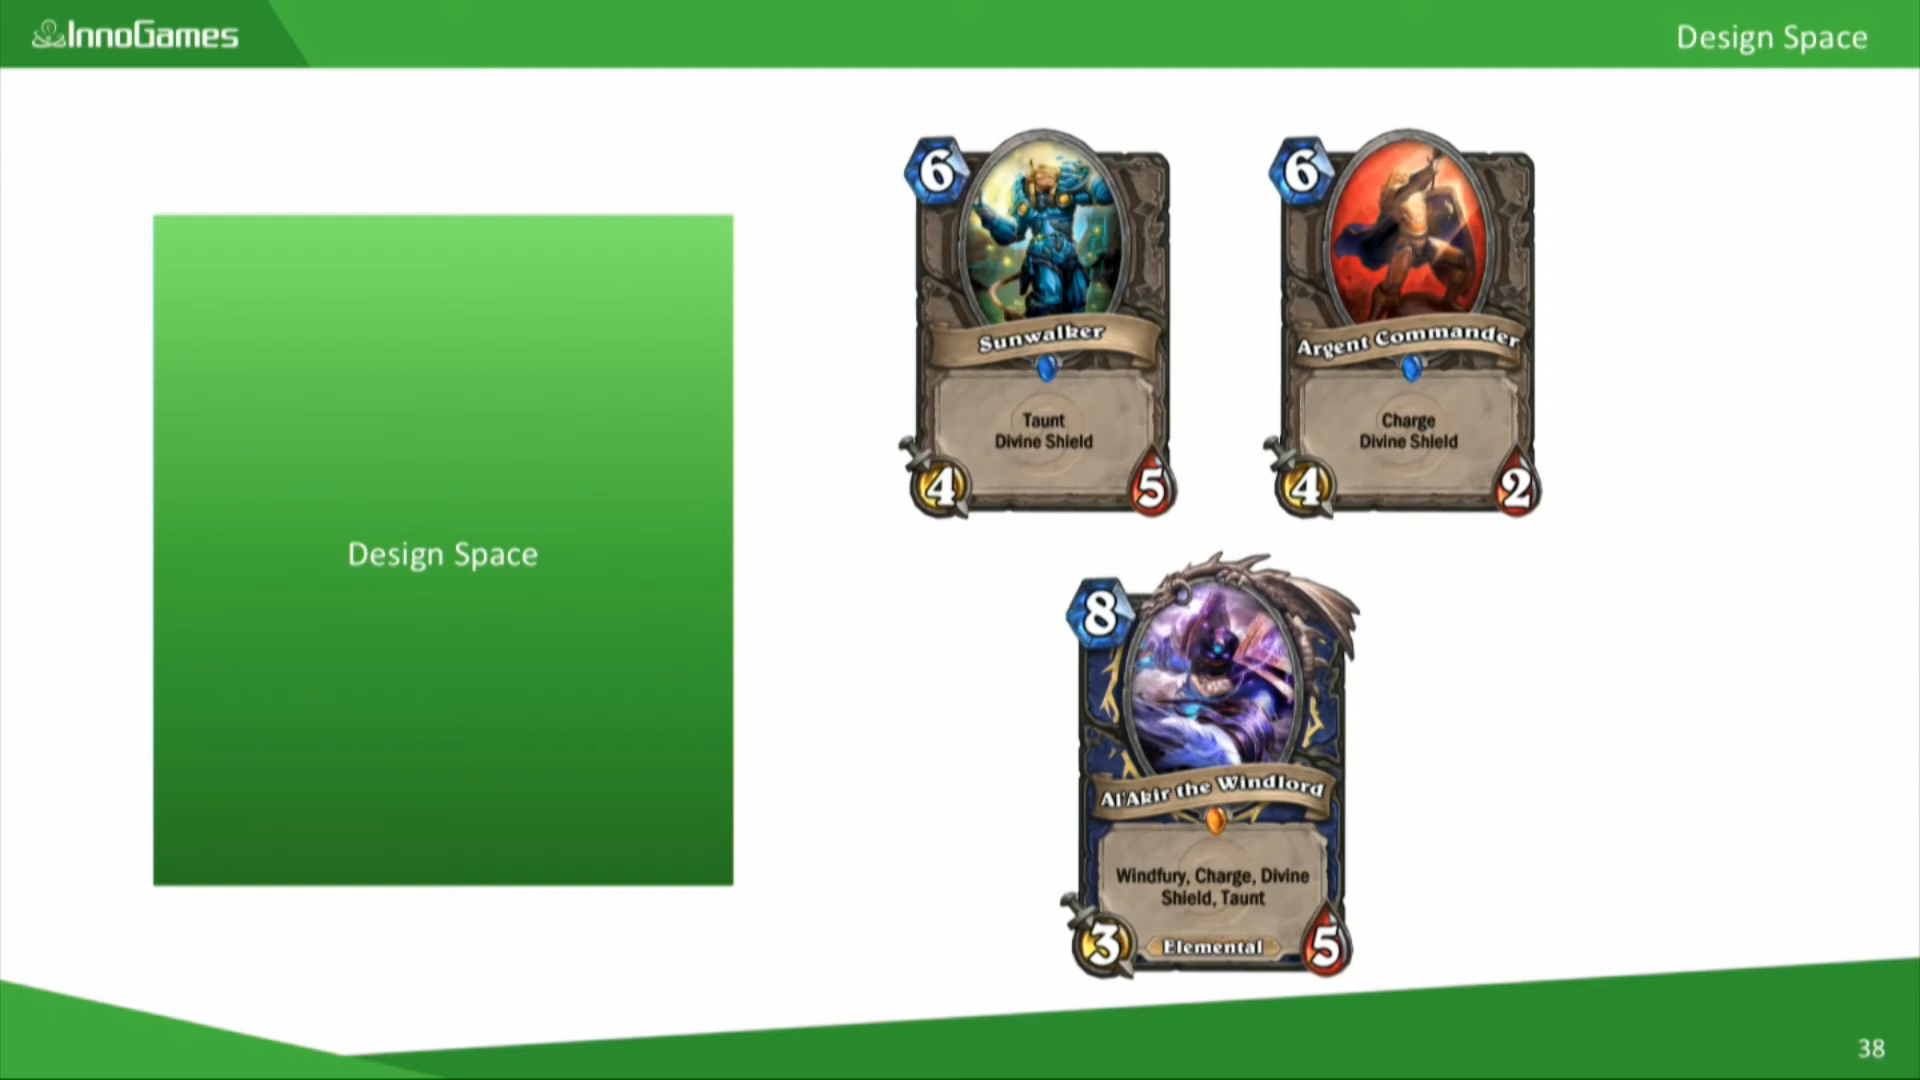 InnoGames
Design Space
Design Space
6
Sunwalker
Taunt
Divine Shield
4
5
6
Argent Commander
Charge
Divine Shield
4
2
8
Al'Akir the Windlord
Windfury, Charge, Divine
Shield, Taunt
3
Elemental
5
38